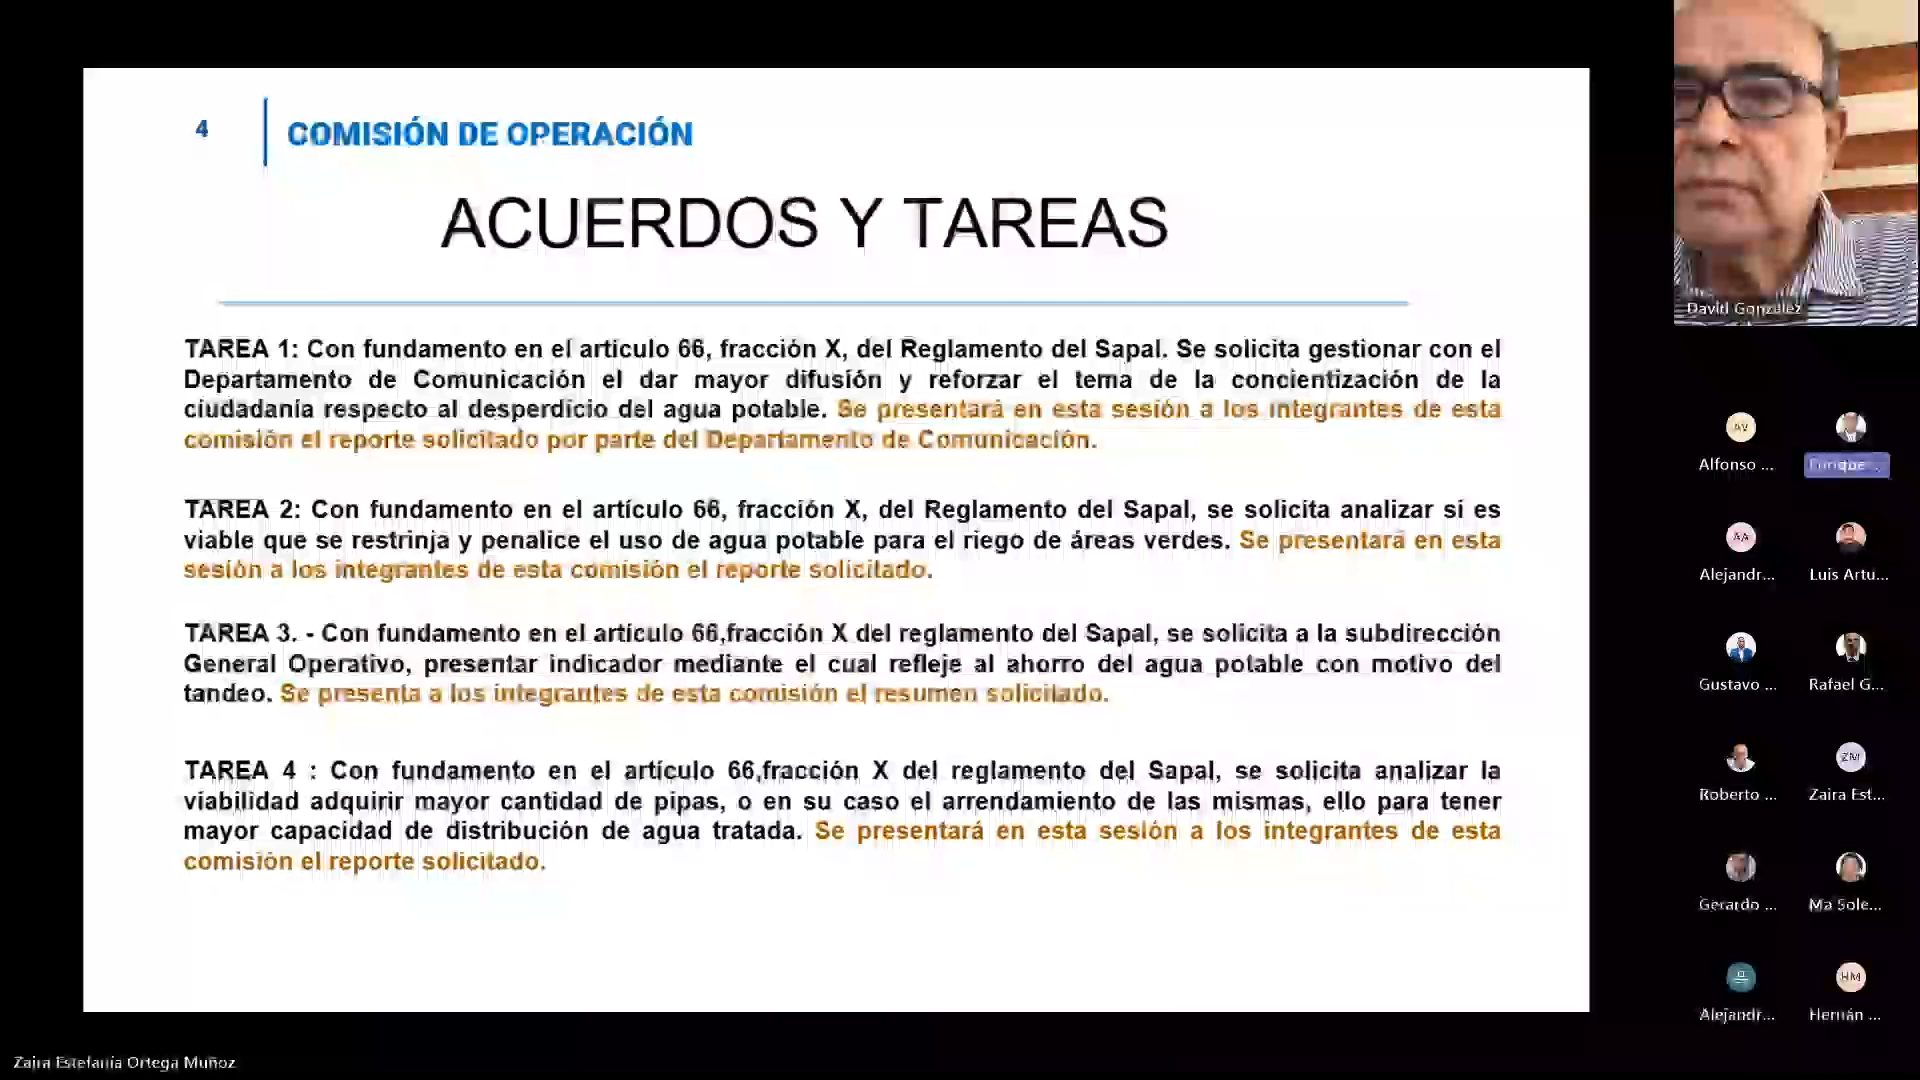 4
COMISIÓN DE OPERACIÓN
ACUERDOS Y TAREAS
TAREA 1: Con fundamento en el artículo 66, fracción X, del Reglamento del Sapal. Se solicita gestionar con el
Departamento de Comunicación el dar mayor difusión y reforzar el tema de la concientización de la
ciudadanía respecto al desperdicio del agua potable. Se presentará en esta sesión a los integrantes de esta
comisión el reporte solicitado por parte del Departamento de Comunicación.
TAREA 2: Con fundamento en el artículo 66, fracción X, del Reglamento del Sapal, se solicita analizar si es
viable que se restrinja y penalice el uso de agua potable para el riego de áreas verdes. Se presentará en esta
sesión a los integrantes de esta comisión el reporte solicitado.
TAREA 3. - Con fundamento en el artículo 66,fracción X del reglamento del Sapal, se solicita a la subdirección
General Operativo, presentar indicador mediante el cual refleje al ahorro del agua potable con motivo del
tandeo. Se presenta a los integrantes de esta comisión el resumen solicitado.
TAREA 4 : Con fundamento en el artículo 66,fracción X del reglamento del Sapal, se solicita analizar la
viabilidad adquirir mayor cantidad de pipas, o en su caso el arrendamiento de las mismas, ello para tener
mayor capacidad de distribución de agua tratada. Se presentará en esta sesión a los integrantes de esta
comisión el reporte solicitado.
David González
AV
Alfonso ...
Enrique ...
AA
Alejandr...
Luis Artu...
Gustavo ...
Rafael G...
Roberto ...
ZM
Zaira Est...
Gerardo ...
Ma Sole...
Alejandr...
HM
Hernán ...
Zaira Estefanía Ortega Muñoz